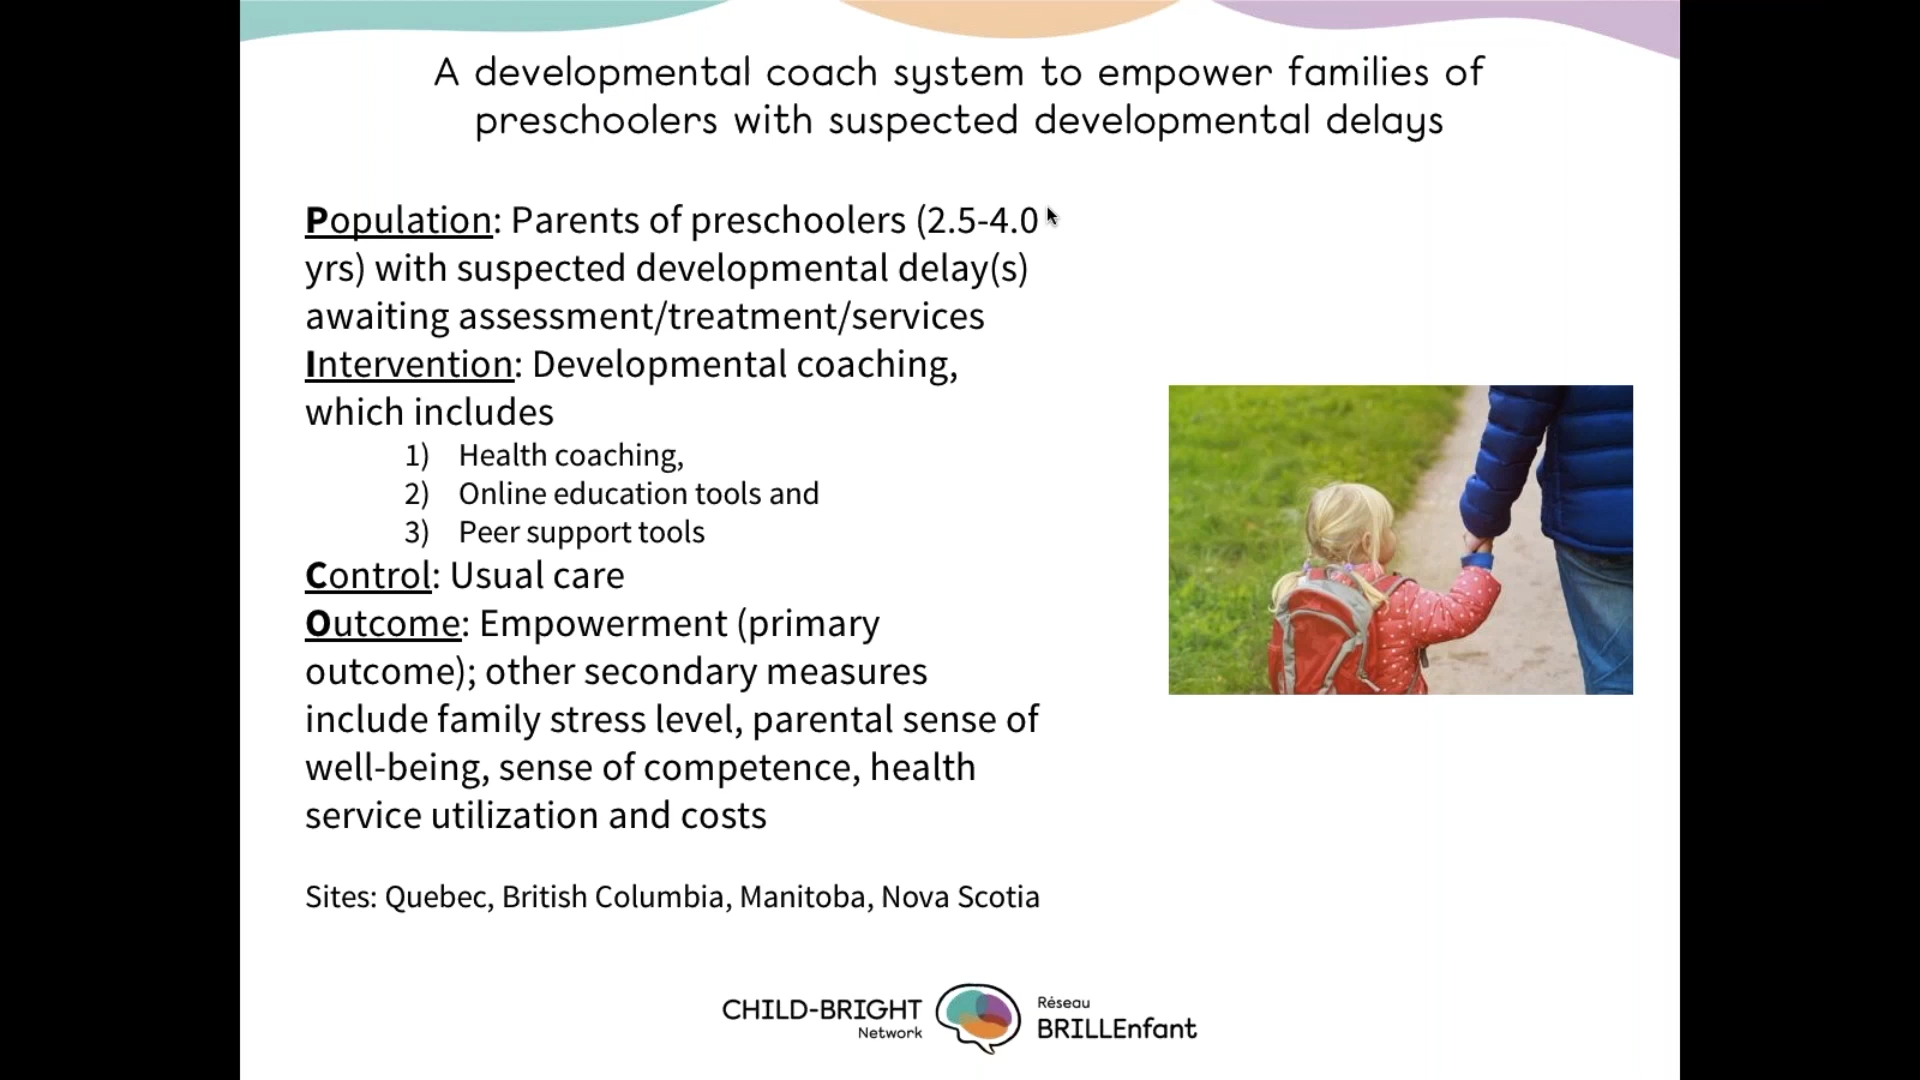 A developmental coach system to empower families of
preschoolers with suspected developmental delays
Population: Parents of preschoolers (2.5-4.0
yrs) with suspected developmental delay(s)
awaiting assessment/treatment/services
Intervention: Developmental coaching,
which includes
1) Health coaching,
2) Online education tools and
3) Peer support tools
Control: Usual care
Outcome: Empowerment (primary
outcome); other secondary measures
include family stress level, parental sense of
well-being, sense of competence, health
service utilization and costs
Sites: Quebec, British Columbia, Manitoba, Nova Scotia
CHILD-BRIGHT
Network
Réseau
BRILLEnfant